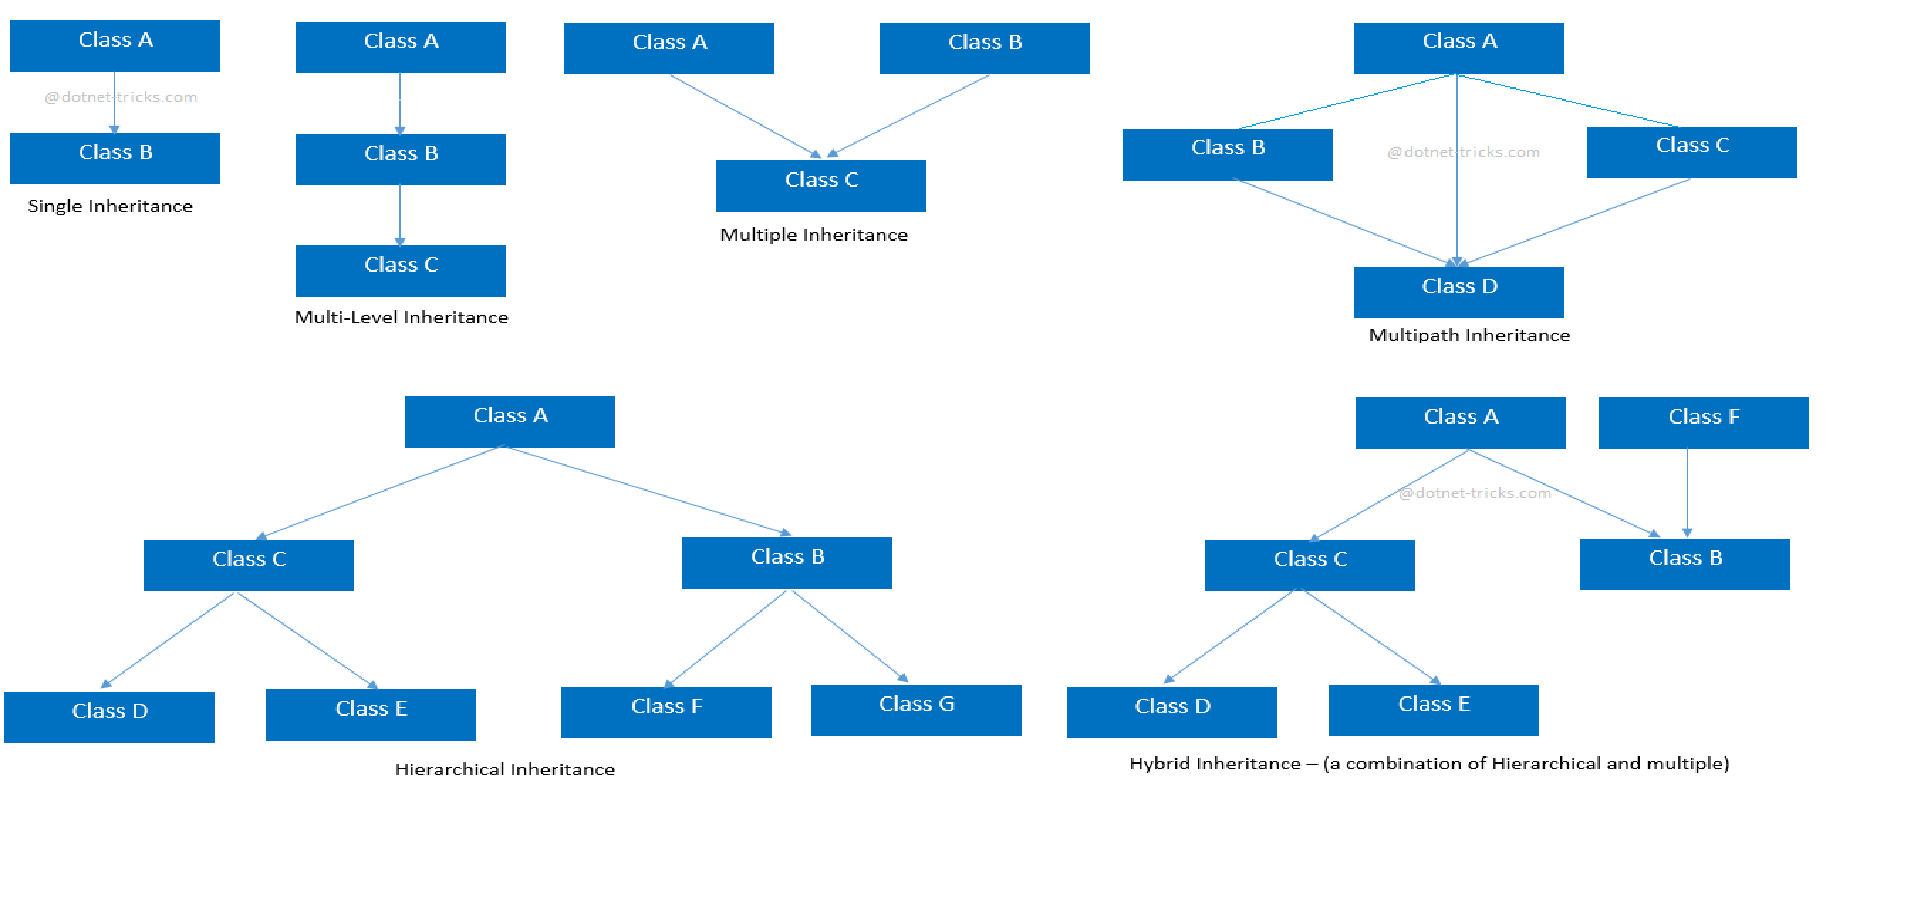 Class A
@dotnet-tricks.com
Class B
Single Inheritance
Class A
Class B
Class C
Multi-Level Inheritance
Class A
Class B
Class C
Multiple Inheritance
Class A
Class B
@dotnet-tricks.com
Class C
Class D
Multipath Inheritance
Class A
Class C
Class B
Class D
Class E
Class F
Class G
Hierarchical Inheritance
Class A
Class F
@dotnet-tricks.com
Class C
Class B
Class D
Class E
Hybrid Inheritance – (a combination of Hierarchical and multiple)